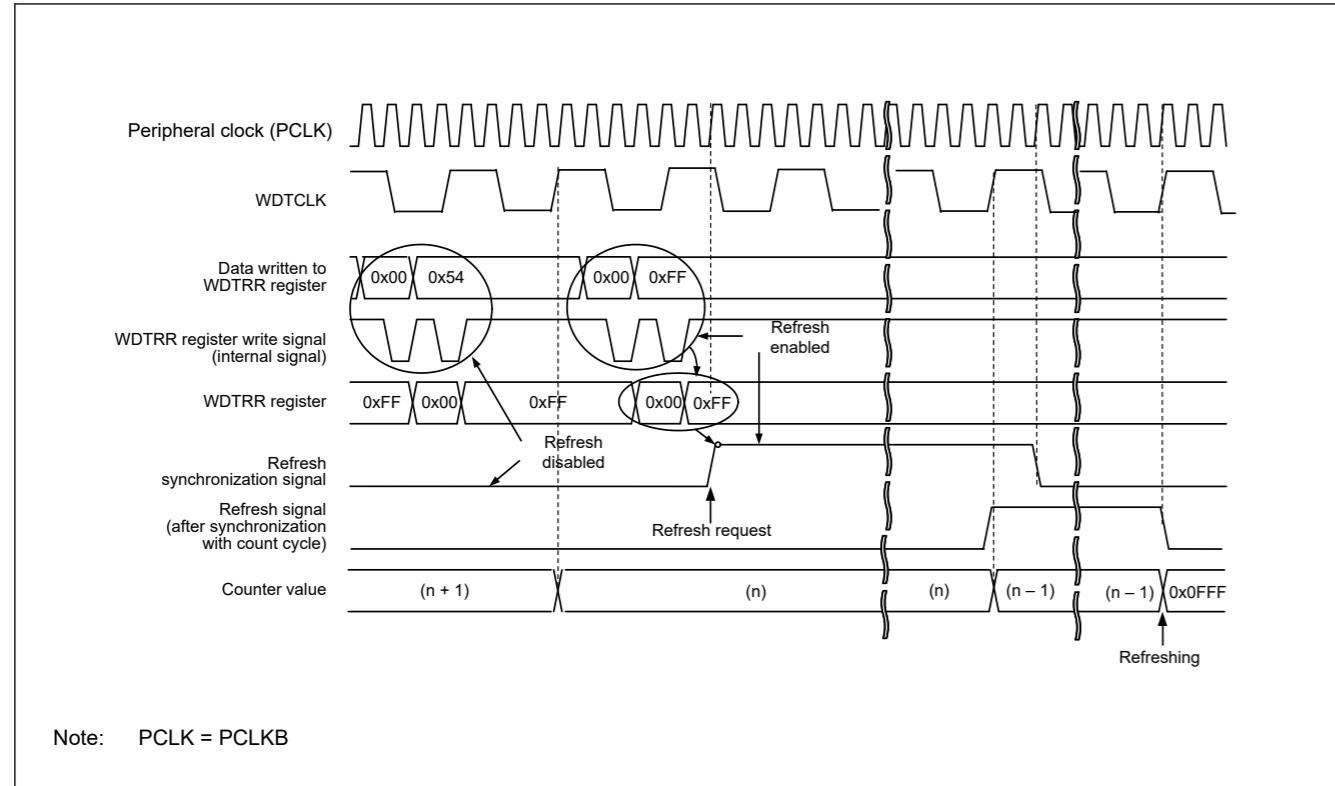 Peripheral clock (PCLK)
WDTCLK
Data written to
WDTRR register
0x00 0x54 0x00 0xFF
WDTRR register write signal
(internal signal)
Refresh
enabled
WDTRR register
0xFF 0x00 0xFF 0x00 0xFF
Refresh
disabled
Refresh
synchronization signal
Refresh signal
(after synchronization
with count cycle)
Refresh request
Counter value
(n + 1) (n) (n) (n – 1) (n – 1) 0x0FFF
Refreshing
Note: PCLK = PCLKB